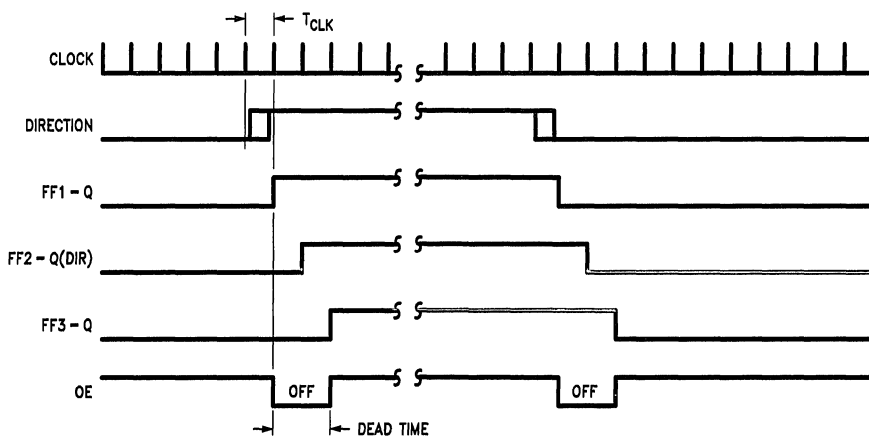 T_CLK
CLOCK
DIRECTION
FF1-Q
FF2-Q(DIR)
FF3-Q
OE
OFF
OFF
DEAD TIME